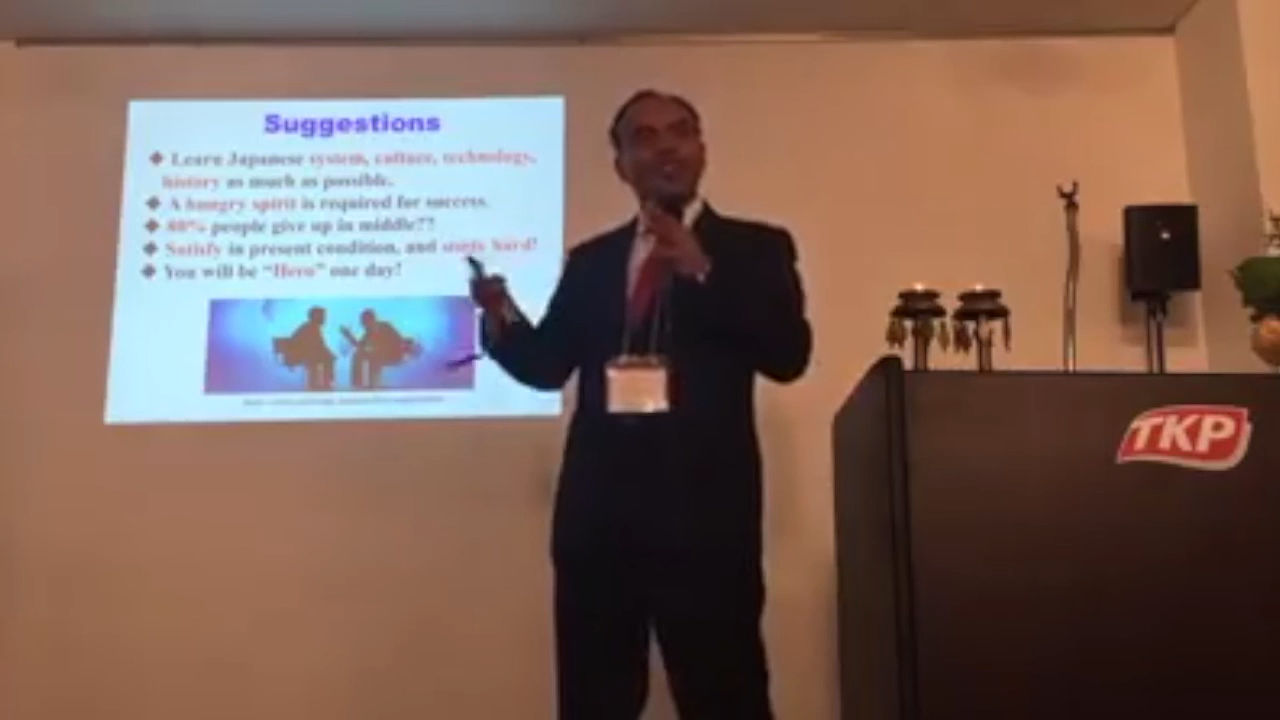 Suggestions
❖ Learn Japanese system, culture, technology,
history as much as possible.
❖ A hungry spirit is required for success.
❖ 80% people give up in middle??
❖ Satisfy in present condition, and study hard!
❖ You will be “Hero” one day!
TKP